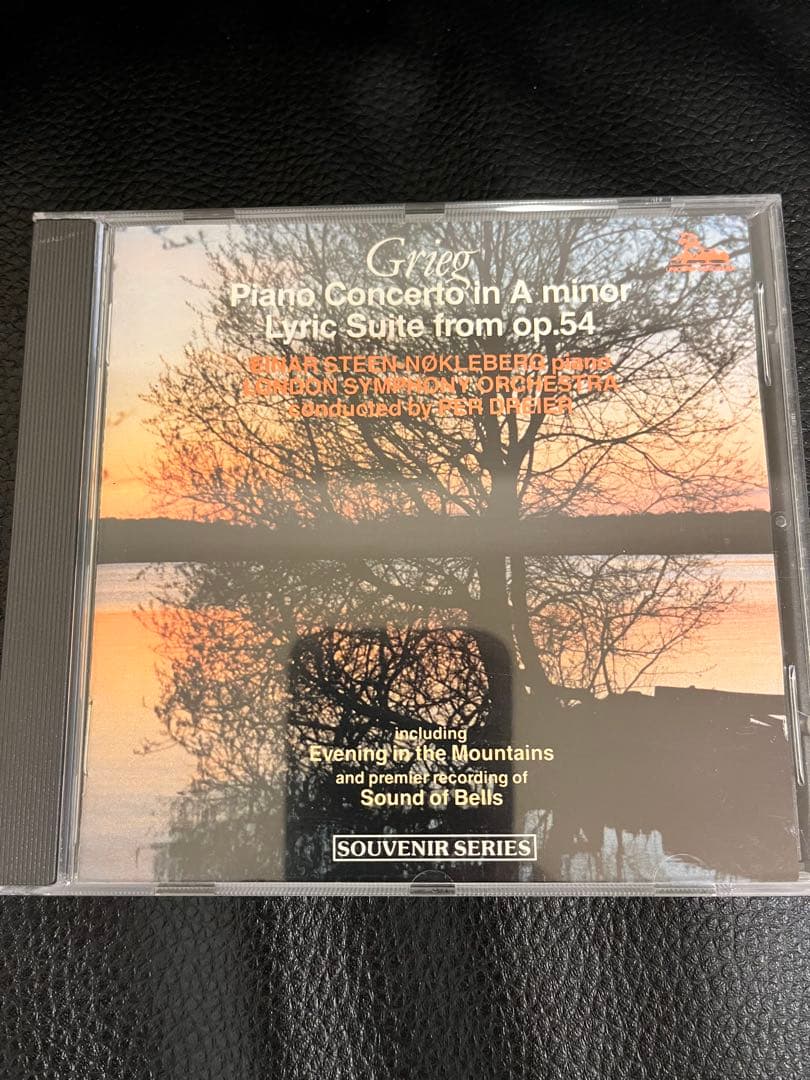 Grieg
Piano Concerto in A minor
Lyric Suite from op.54
EINAR STEEN-NØKLEBERG piano
LONDON SYMPHONY ORCHESTRA
conducted by PER DREIER
including
Evening in the Mountains
and premier recording of
Sound of Bells
SOUVENIR SERIES